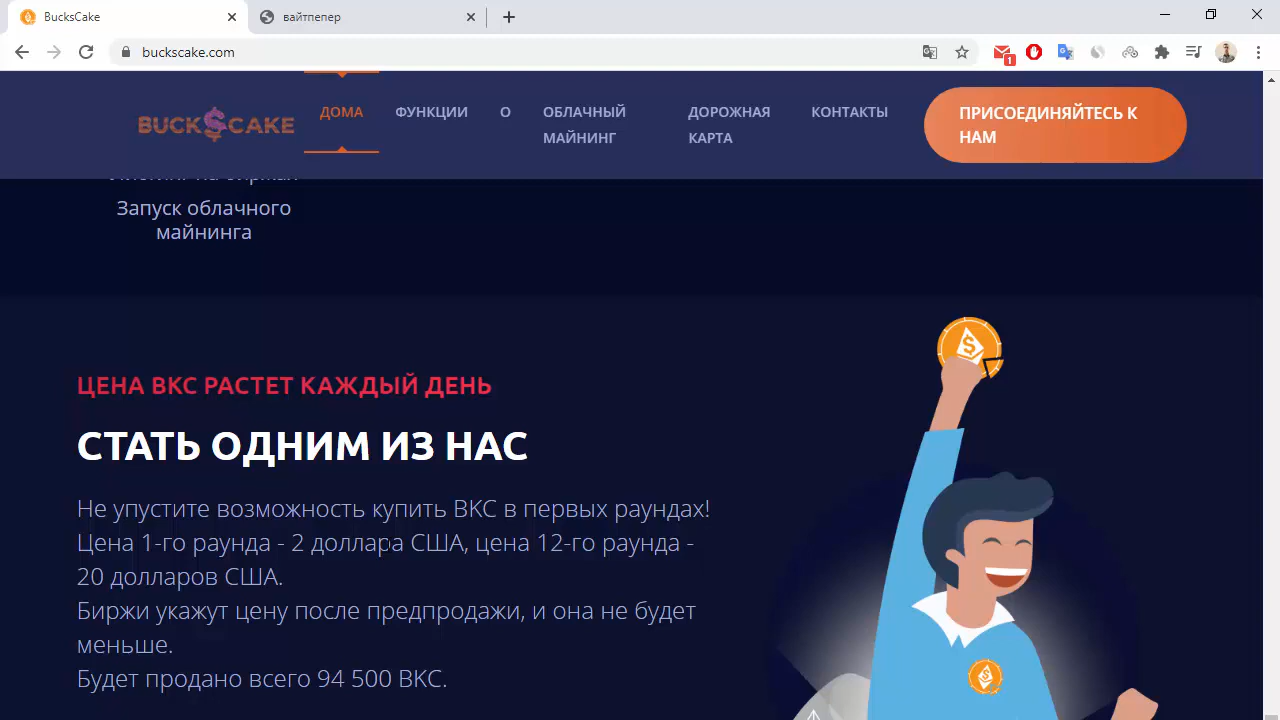 BucksCake
вайтпепер
buckscake.com
1
BUCK$CAKE
ДОМА
ФУНКЦИИ
О
ОБЛАЧНЫЙ
МАЙНИНГ
ДОРОЖНАЯ
КАРТА
КОНТАКТЫ
ПРИСОЕДИНЯЙТЕСЬ К
НАМ
Запуск облачного
майнинга
ЦЕНА ВКС РАСТЕТ КАЖДЫЙ ДЕНЬ
СТАТЬ ОДНИМ ИЗ НАС
Не упустите возможность купить BKC в первых раундах!
Цена 1-го раунда - 2 доллара США, цена 12-го раунда -
20 долларов США.
Биржи укажут цену после предпродажи, и она не будет
меньше.
Будет продано всего 94 500 BKC.